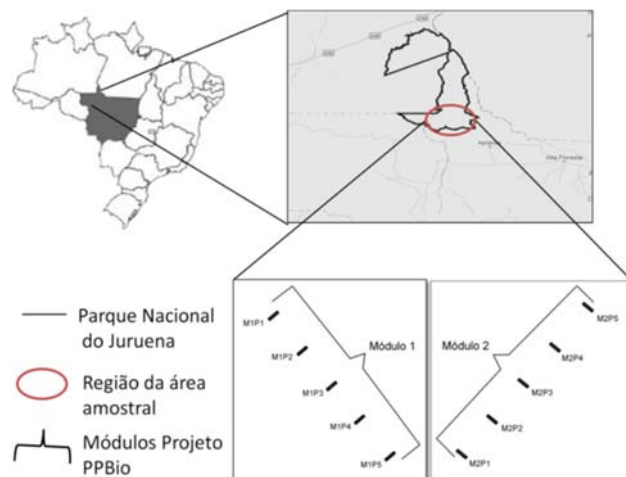 Parque Nacional
do Juruena
Região da área
amostral
Módulos Projeto
PPBio
M1P1
M1P2
M1P3
M1P4
M1P5
Módulo 1
Módulo 2
M2P5
M2P4
M2P3
M2P2
M2P1